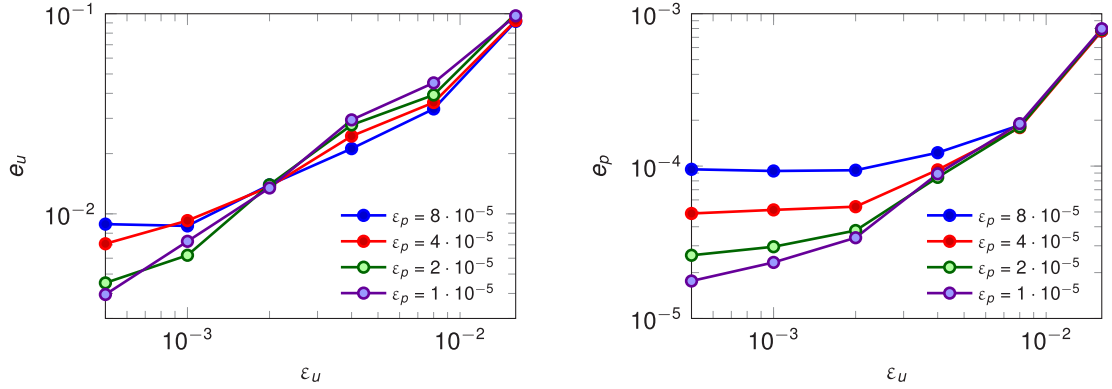 10⁻¹
e_u
10⁻²
ε_p = 8 · 10⁻⁵
ε_p = 4 · 10⁻⁵
ε_p = 2 · 10⁻⁵
ε_p = 1 · 10⁻⁵
10⁻³ 10⁻²
ε_u
10⁻³
e_p
10⁻⁴
ε_p = 8 · 10⁻⁵
ε_p = 4 · 10⁻⁵
ε_p = 2 · 10⁻⁵
ε_p = 1 · 10⁻⁵
10⁻⁵
10⁻³ 10⁻²
ε_u